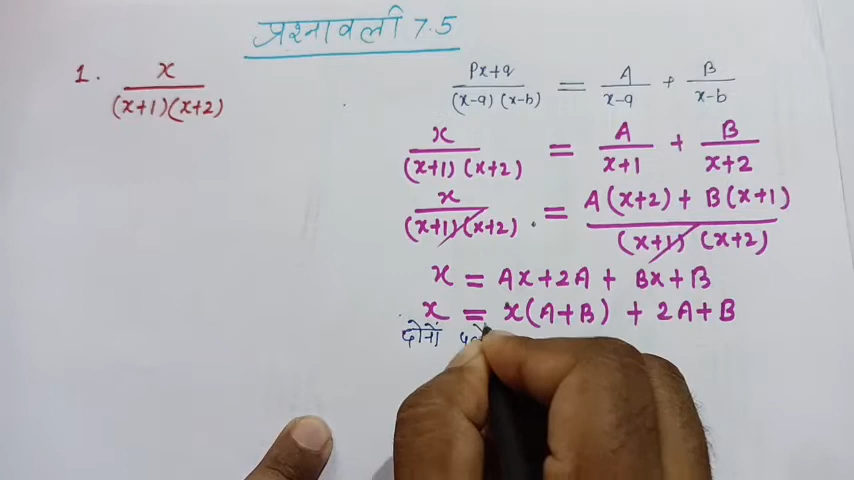 प्रश्नावली 7.5
1. x/((x+1)(x+2))
(Px+q)/((x-a)(x-b)) = A/(x-a) + B/(x-b)
x/((x+1)(x+2)) = A/(x+1) + B/(x+2)
x/((x+1)(x+2)) = (A(x+2) + B(x+1))/((x+1)(x+2))
x = Ax+2A + Bx+B
x = x(A+B) + 2A+B
दोनों